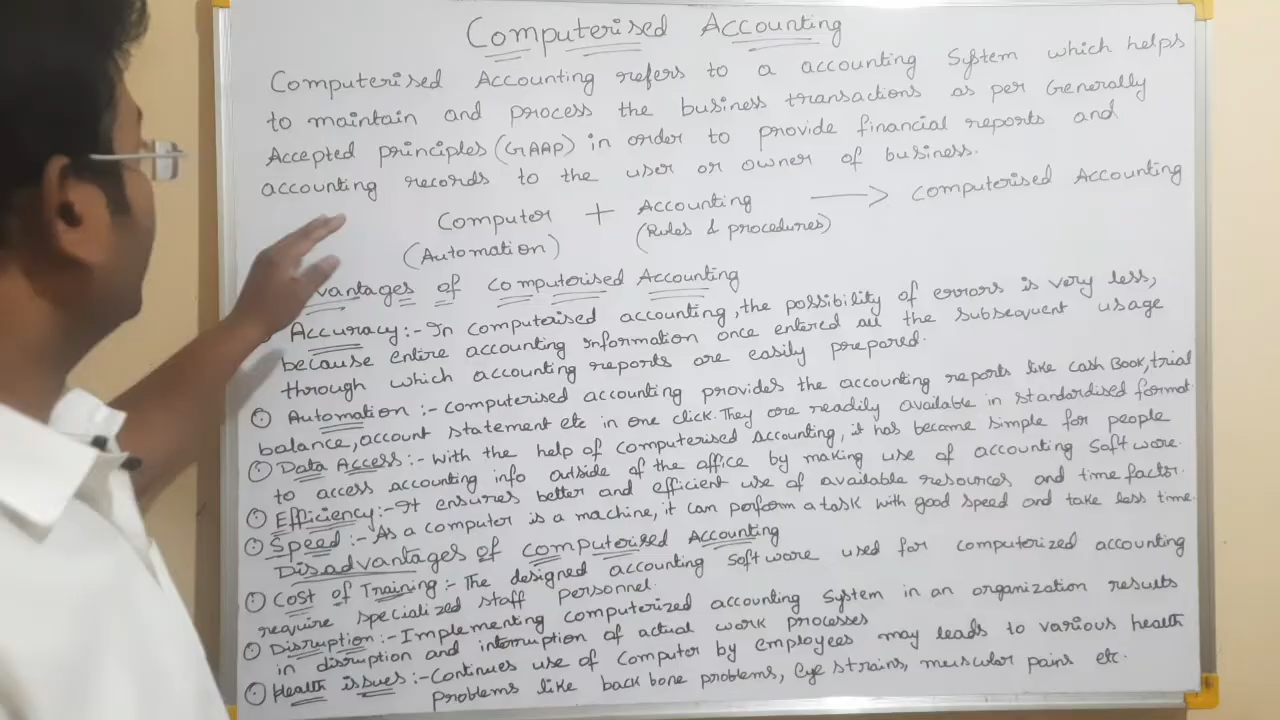 Computerised Accounting
Computerised Accounting refers to a accounting System which helps
to maintain and process the business transactions as per Generally
Accepted principles (GAAP) in order to provide financial reports and
accounting records to the user or owner of business.
Computer + Accounting → Computerised Accounting
(Automation) (Rules & procedures)
vantages of Computerised Accounting
Accuracy:- In computerised accounting, the possibility of errors is very less,
because entire accounting information once entered all the subsequent usage
through which accounting reports are easily prepared.
Automation :- Computerised accounting provides the accounting reports like cash Book, trial
balance, account statement etc in one click. They are readily available in standardised format
Data Access:- With the help of Computerised Accounting, it has become simple for people
to access accounting info outside of the office by making use of accounting Software.
Efficiency:- It ensures better and efficient use of available resources and time factor.
Speed :- As a computer is a machine, it can perform a task with good speed and take less time.
Disadvantages of Computerised Accounting
Cost of Training:- The designed accounting Software used for computerized accounting
require specialized staff personnel.
Disruption :- Implementing computerized accounting System in an organization results
in disruption and interruption of actual work processes
Health issues :- Continues use of Computer by employees may leads to various health
Problems like back bone problems, Eye strains, muscular pains etc.